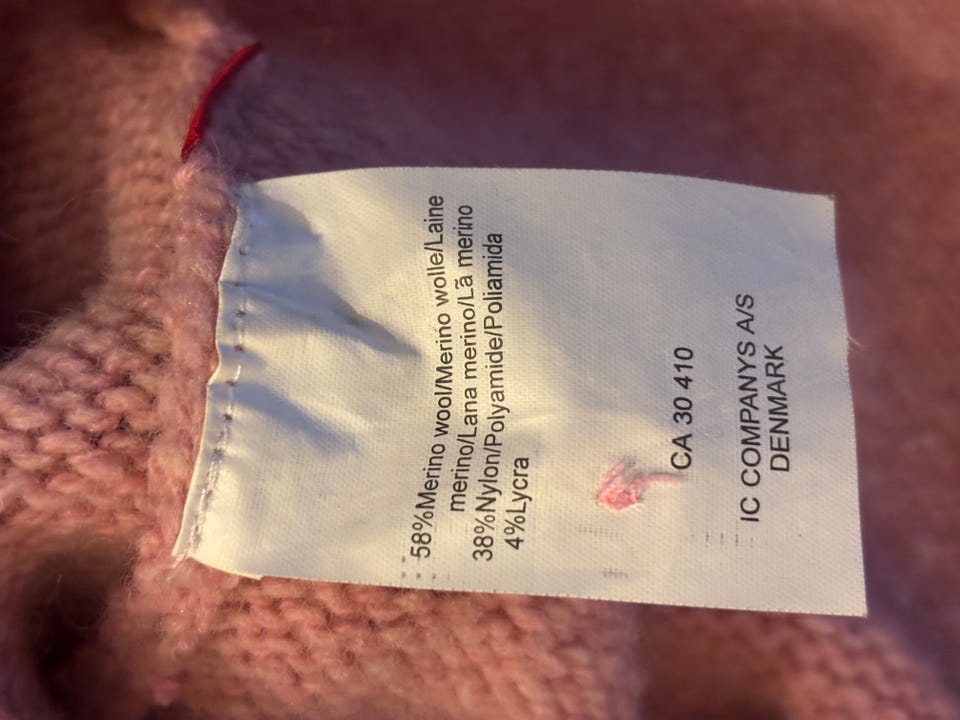 58%Merino wool/Merino wolle/Laine
merino/Lana merino/Lã merino
38%Nylon/Polyamide/Poliamida
4%Lycra
CA 30 410
IC COMPANYS A/S
DENMARK